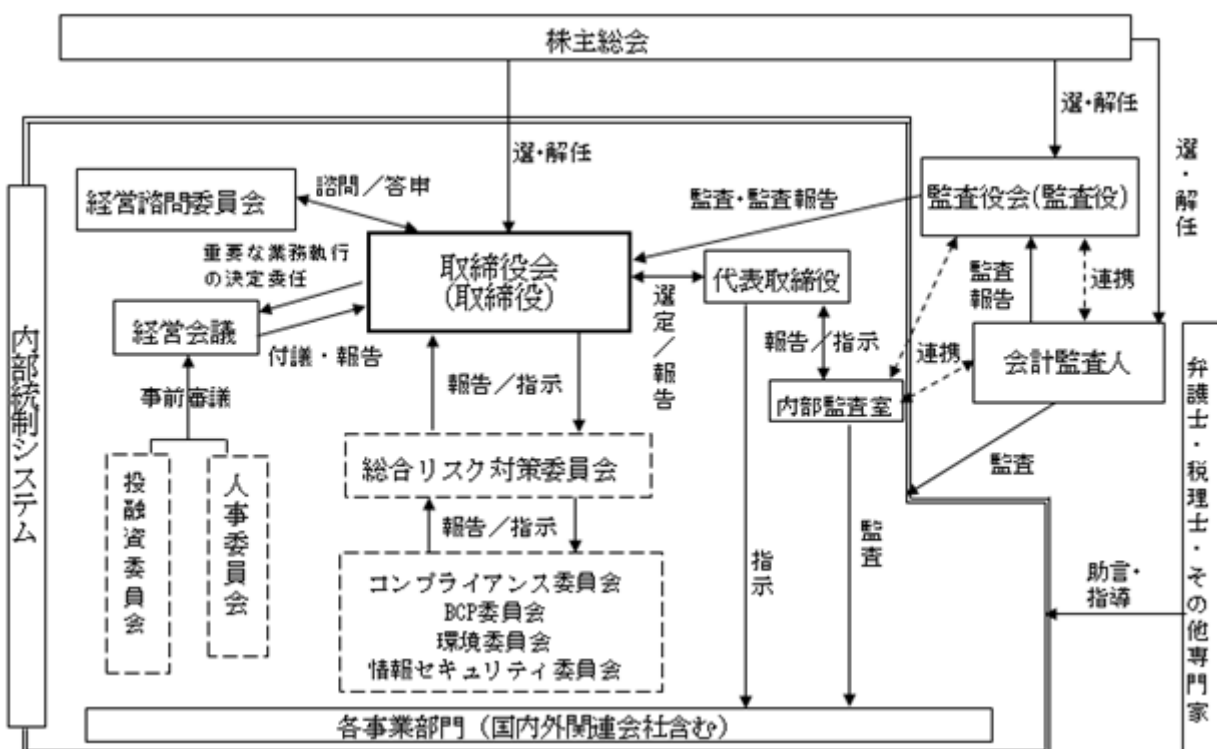 株主総会
選・解任
選・解任
選・解任
経営諮問委員会
諮問／答申
監査・監査報告
監査役会(監査役)
重要な業務執行
の決定委任
取締役会
(取締役)
選定／報告
代表取締役
監査
報告
連携
経営会議
付議・報告
報告／指示
報告／指示
連携
会計監査人
内部監査室
内部統制システム
事前審議
投融資委員会
人事委員会
総合リスク対策委員会
監査
報告／指示
監査
指示
コンプライアンス委員会
BCP委員会
環境委員会
情報セキュリティ委員会
助言・
指導
弁護士・税理士・その他専門家
各事業部門（国内外関連会社含む）